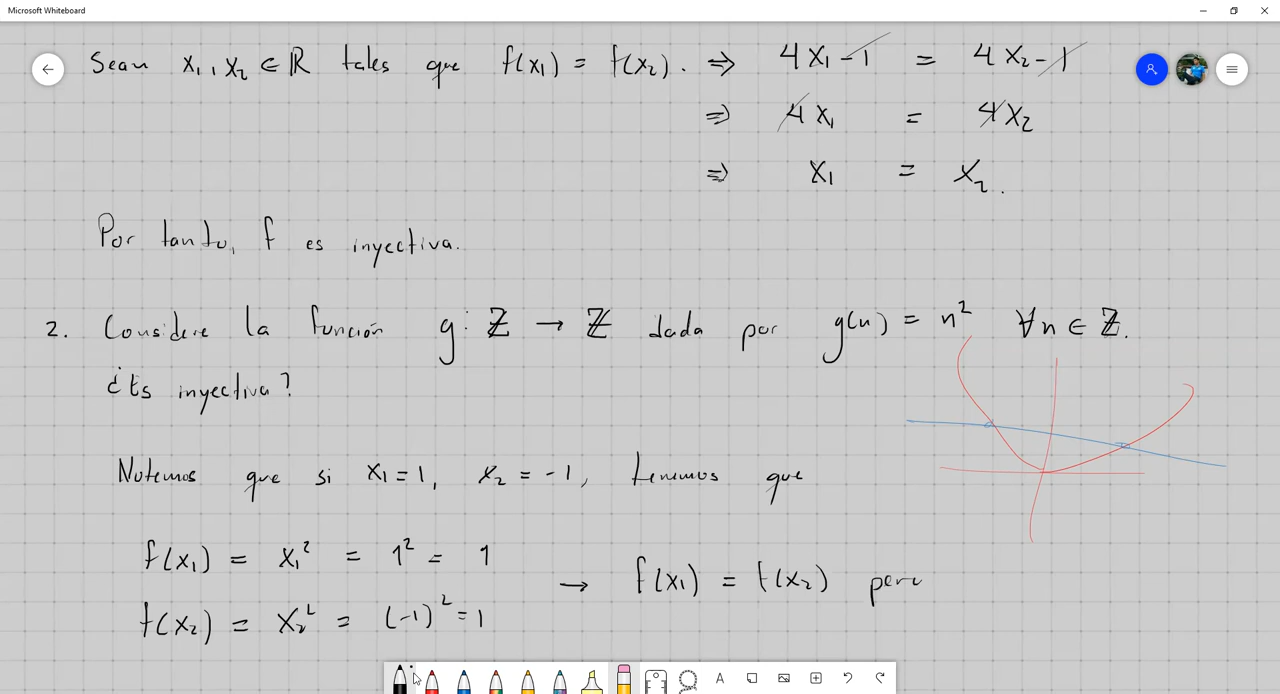 Microsoft Whiteboard
Sean x₁, x₂ ∈ ℝ tales que f(x₁) = f(x₂). ⇒ 4x₁ - 1 = 4x₂ - 1
⇒ 4x₁ = 4x₂
⇒ x₁ = x₂.
Por tanto, f es inyectiva.
2. Considere la función g: ℤ → ℤ dada por g(n) = n² ∀n ∈ ℤ.
¿Es inyectiva?
Notemos que si x₁ = 1, x₂ = -1, tenemos que
f(x₁) = x₁² = 1² = 1
→ f(x₁) = f(x₂) pero
f(x₂) = x₂² = (-1)² = 1
A